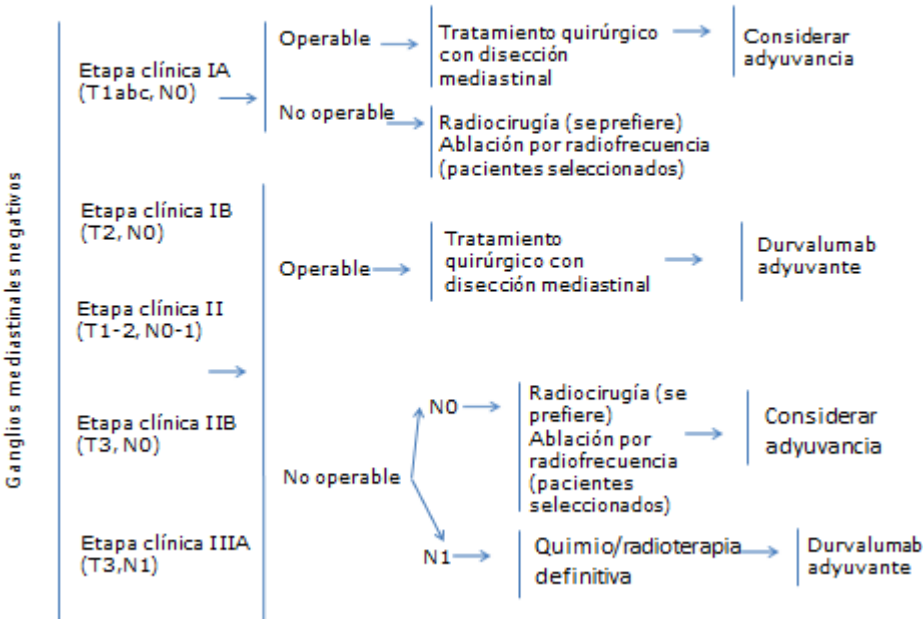 Ganglios mediastinales negativos
Etapa clínica IA
(T1abc, N0)
Operable
Tratamiento quirúrgico
con disección
mediastinal
Considerar
adyuvancia
No operable
Radiocirugía (se prefiere)
Ablación por radiofrecuencia
(pacientes seleccionados)
Etapa clínica IB
(T2, N0)
Etapa clínica II
(T1-2, N0-1)
Etapa clínica IIB
(T3, N0)
Etapa clínica IIIA
(T3,N1)
Operable
Tratamiento
quirúrgico con
disección mediastinal
Durvalumab
adyuvante
No operable
N0
Radiocirugía (se
prefiere)
Ablación por
radiofrecuencia
(pacientes
seleccionados)
Considerar
adyuvancia
N1
Quimio/radioterapia
definitiva
Durvalumab
adyuvante